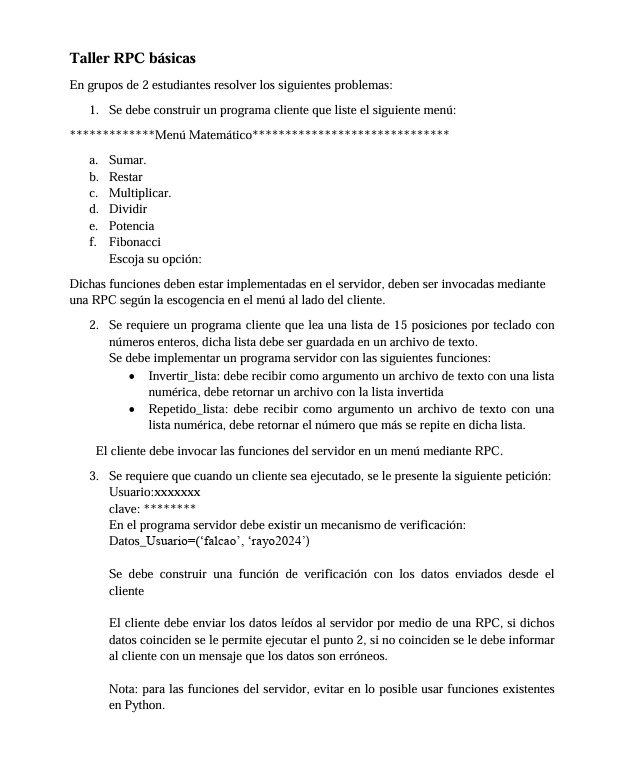 Taller RPC básicas
En grupos de 2 estudiantes resolver los siguientes problemas:
1. Se debe construir un programa cliente que liste el siguiente menú:
*************Menú Matemático******************************
a. Sumar.
b. Restar
c. Multiplicar.
d. Dividir
e. Potencia
f. Fibonacci
Escoja su opción:
Dichas funciones deben estar implementadas en el servidor, deben ser invocadas mediante
una RPC según la escogencia en el menú al lado del cliente.
2. Se requiere un programa cliente que lea una lista de 15 posiciones por teclado con
números enteros, dicha lista debe ser guardada en un archivo de texto.
Se debe implementar un programa servidor con las siguientes funciones:
• Invertir_lista: debe recibir como argumento un archivo de texto con una lista
numérica, debe retornar un archivo con la lista invertida
• Repetido_lista: debe recibir como argumento un archivo de texto con una
lista numérica, debe retornar el número que más se repite en dicha lista.
El cliente debe invocar las funciones del servidor en un menú mediante RPC.
3. Se requiere que cuando un cliente sea ejecutado, se le presente la siguiente petición:
Usuario:xxxxxxx
clave: ********
En el programa servidor debe existir un mecanismo de verificación:
Datos_Usuario=(‘falcao’, ‘rayo2024’)
Se debe construir una función de verificación con los datos enviados desde el
cliente
El cliente debe enviar los datos leídos al servidor por medio de una RPC, si dichos
datos coinciden se le permite ejecutar el punto 2, si no coinciden se le debe informar
al cliente con un mensaje que los datos son erróneos.
Nota: para las funciones del servidor, evitar en lo posible usar funciones existentes
en Python.